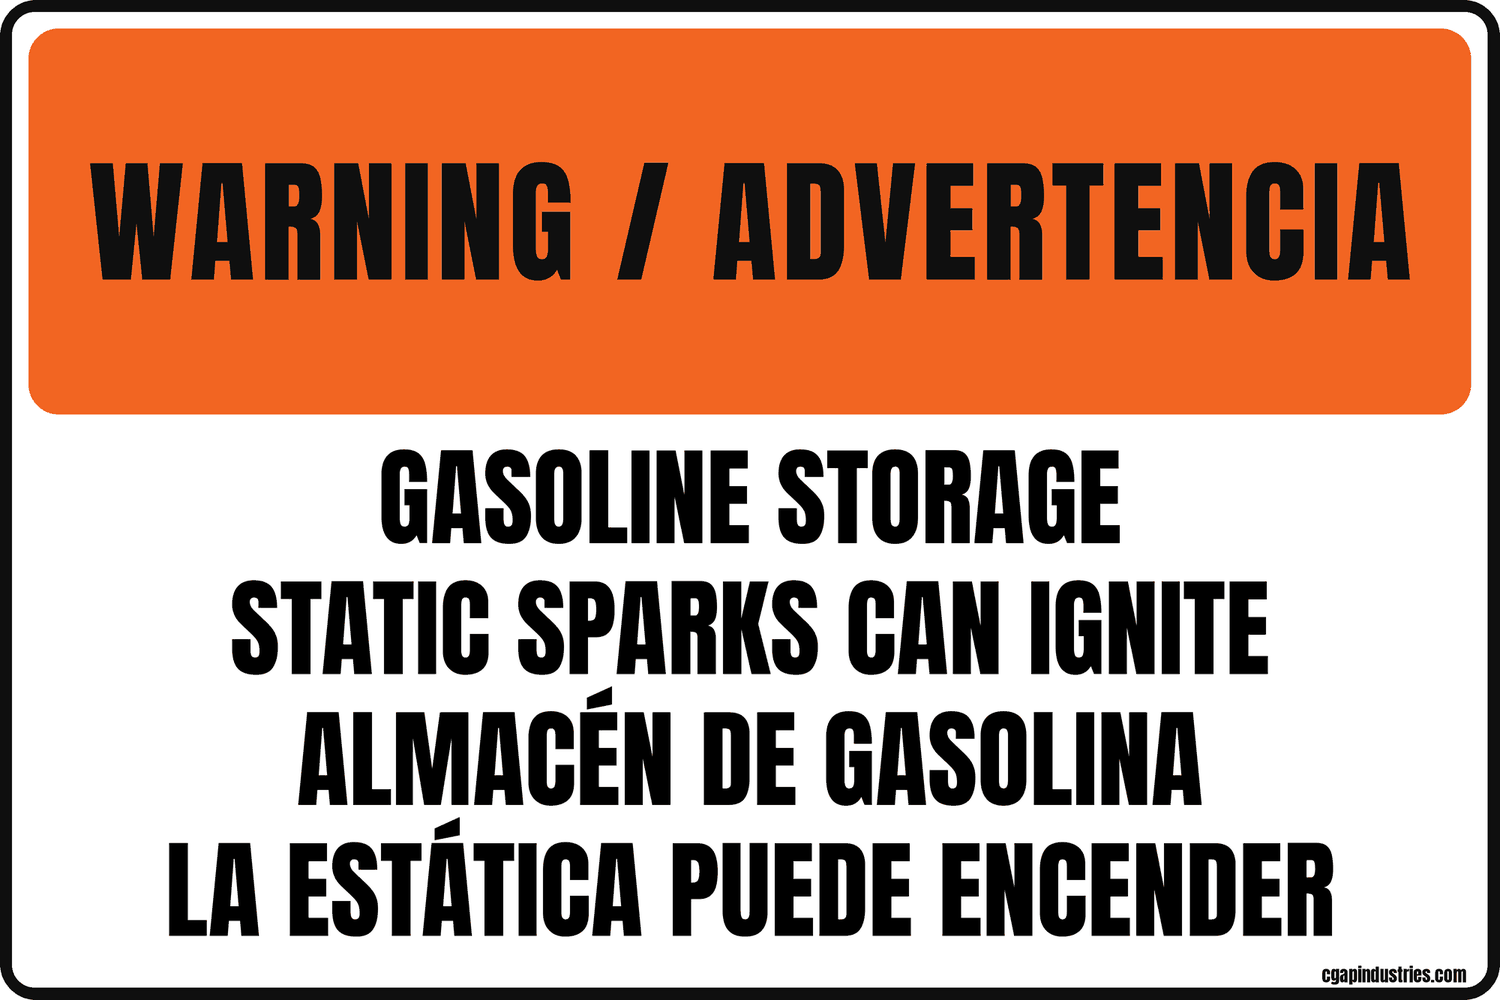 WARNING / ADVERTENCIA
GASOLINE STORAGE
STATIC SPARKS CAN IGNITE
ALMACÉN DE GASOLINA
LA ESTÁTICA PUEDE ENCENDER
cgapindustries.com